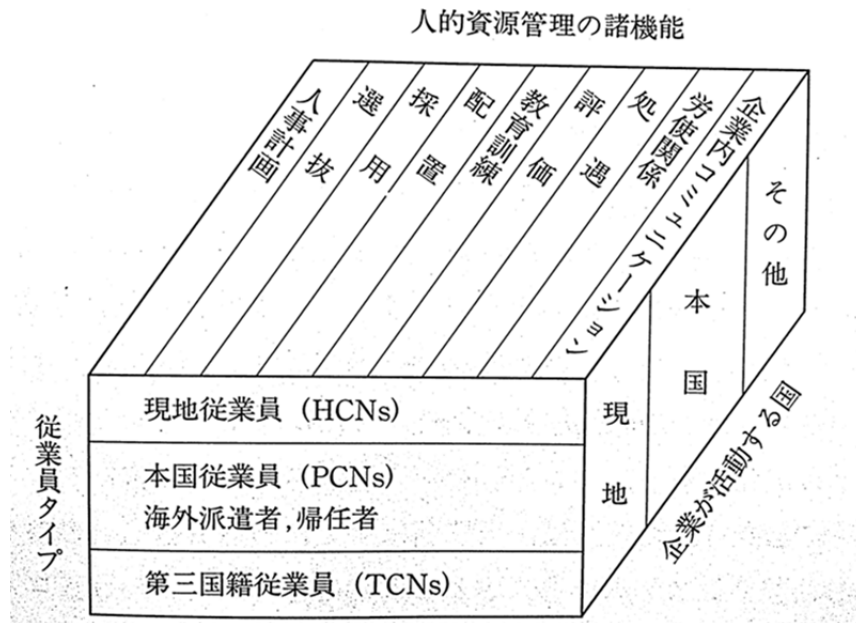 人的資源管理の諸機能
人事計画
選抜
採用
配置
教育訓練
評価
処遇
労使関係
企業内コミュニケーション
その他
本国
現地
企業が活動する国
従業員タイプ
現地従業員 (HCNs)
本国従業員 (PCNs)
海外派遣者,帰任者
第三国籍従業員 (TCNs)